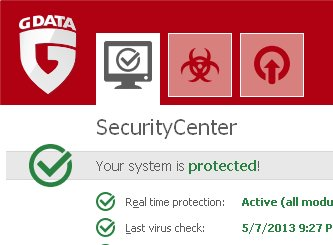 G DATA
SecurityCenter
Your system is protected!
Real time protection: Active (all modu
Last virus check: 5/7/2013 9:27 P